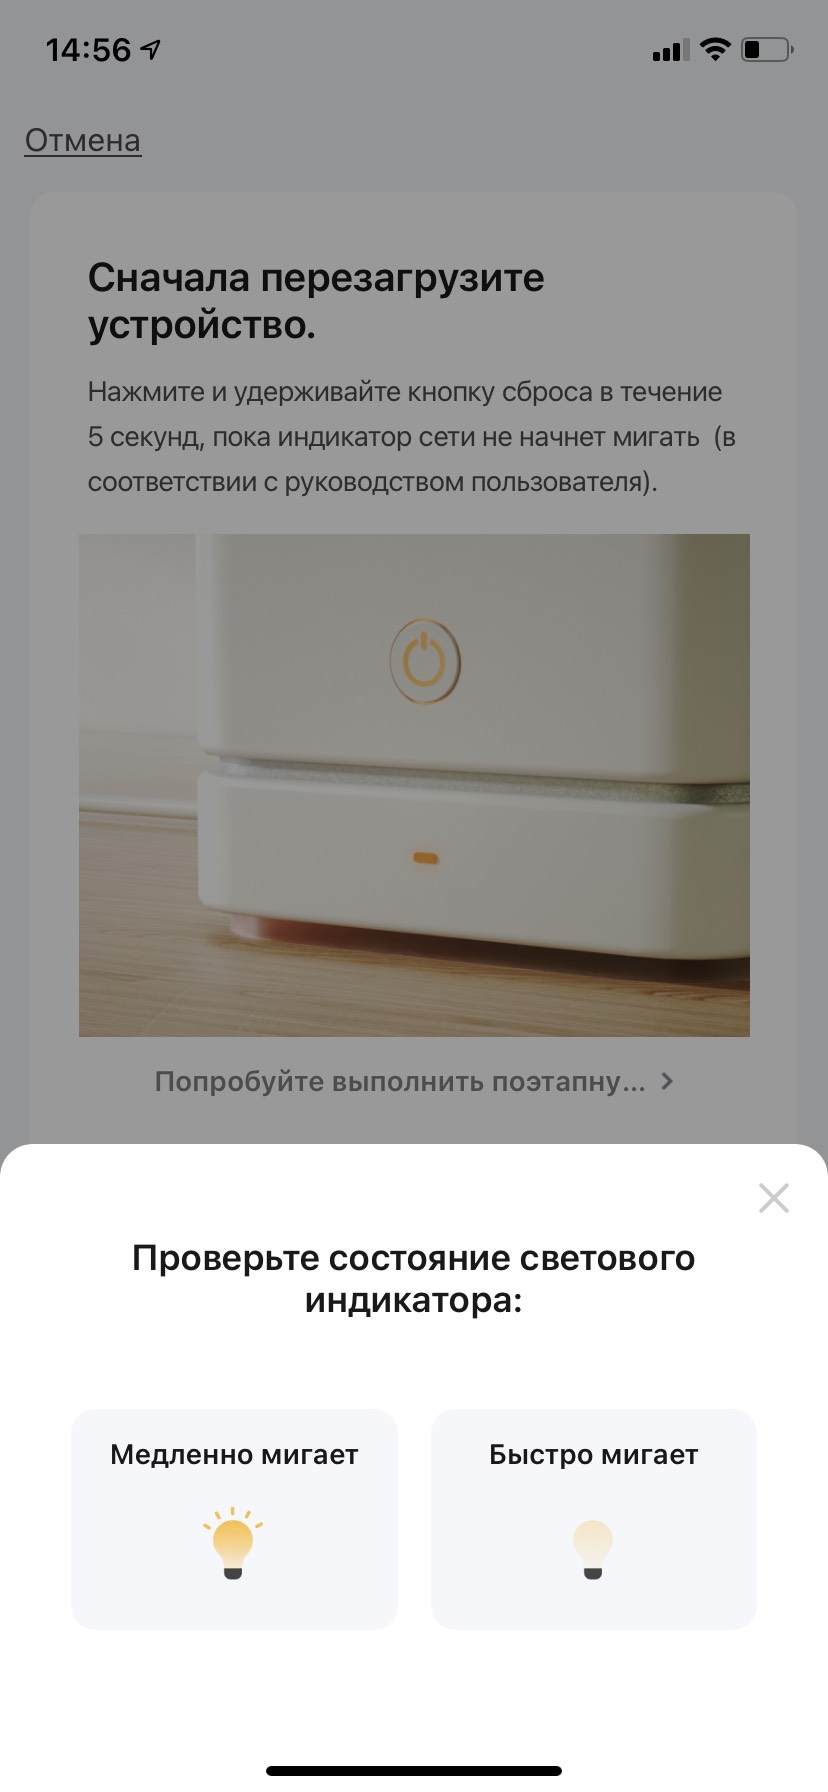 14:56
Отмена
Сначала перезагрузите
устройство.
Нажмите и удерживайте кнопку сброса в течение
5 секунд, пока индикатор сети не начнет мигать (в
соответствии с руководством пользователя).
Попробуйте выполнить поэтапну...
Проверьте состояние светового
индикатора:
Медленно мигает
Быстро мигает